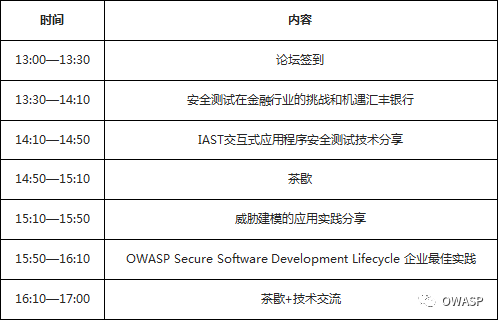 时间 内容
13:00—13:30 论坛签到
13:30—14:10 安全测试在金融行业的挑战和机遇汇丰银行
14:10—14:50 IAST交互式应用程序安全测试技术分享
14:50—15:10 茶歇
15:10—15:50 威胁建模的应用实践分享
15:50—16:10 OWASP Secure Software Development Lifecycle 企业最佳实践
16:10—17:00 茶歇+技术交流
OWASP